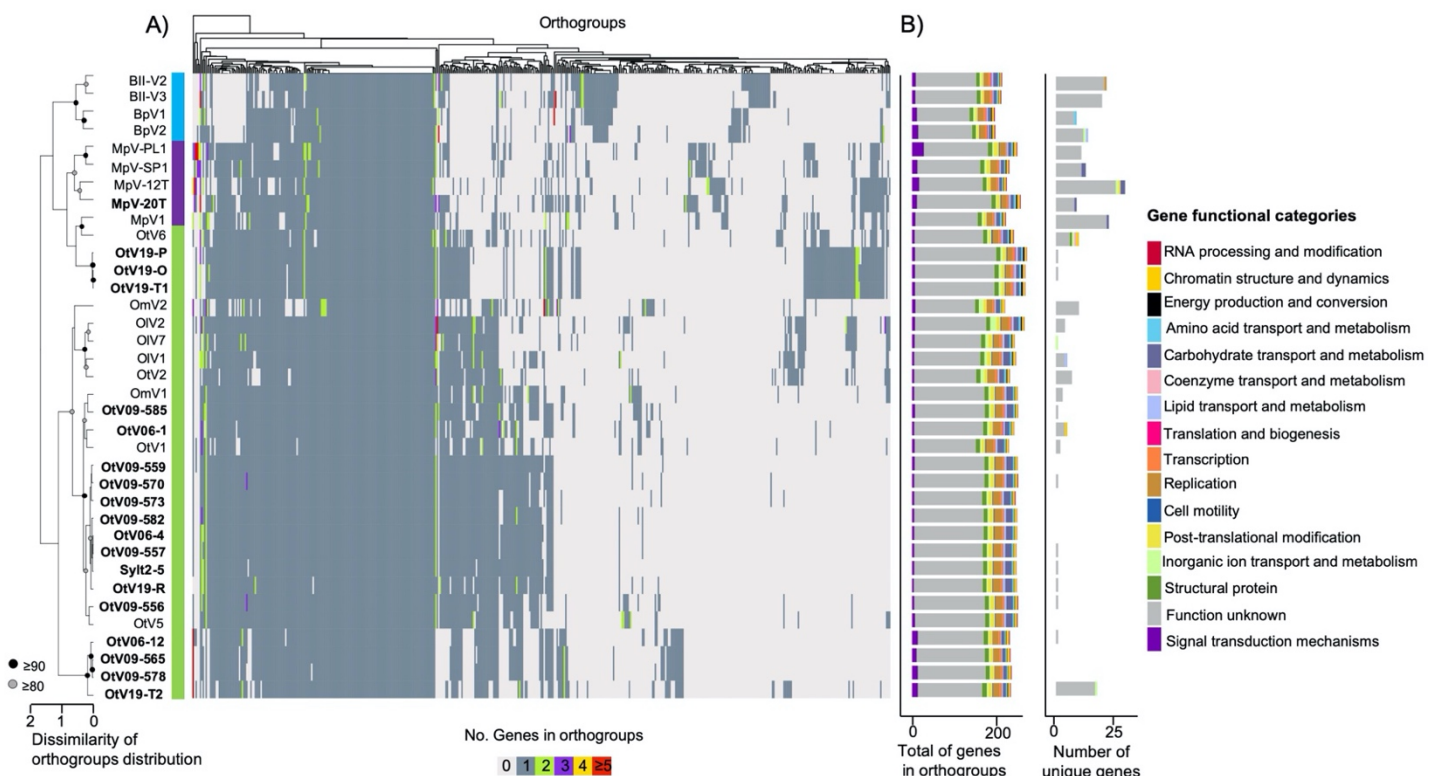 A)
Orthogroups
B)
BII-V2
BII-V3
BpV1
BpV2
MpV-PL1
MpV-SP1
MpV-12T
MpV-20T
MpV1
OtV6
OtV19-P
OtV19-O
OtV19-T1
OmV2
OlV2
OlV7
OlV1
OtV2
OmV1
OtV09-585
OtV06-1
OtV1
OtV09-559
OtV09-570
OtV09-573
OtV09-582
OtV06-4
OtV09-557
Sylt2-5
OtV19-R
OtV09-556
OtV5
OtV06-12
OtV09-565
OtV09-578
OtV19-T2
≥90
≥80
2 1 0
Dissimilarity of
orthogroups distribution
No. Genes in orthogroups
0 1 2 3 4 ≥5
0 200
Total of genes
in orthogroups
0 25
Number of
unique genes
Gene functional categories
RNA processing and modification
Chromatin structure and dynamics
Energy production and conversion
Amino acid transport and metabolism
Carbohydrate transport and metabolism
Coenzyme transport and metabolism
Lipid transport and metabolism
Translation and biogenesis
Transcription
Replication
Cell motility
Post-translational modification
Inorganic ion transport and metabolism
Structural protein
Function unknown
Signal transduction mechanisms